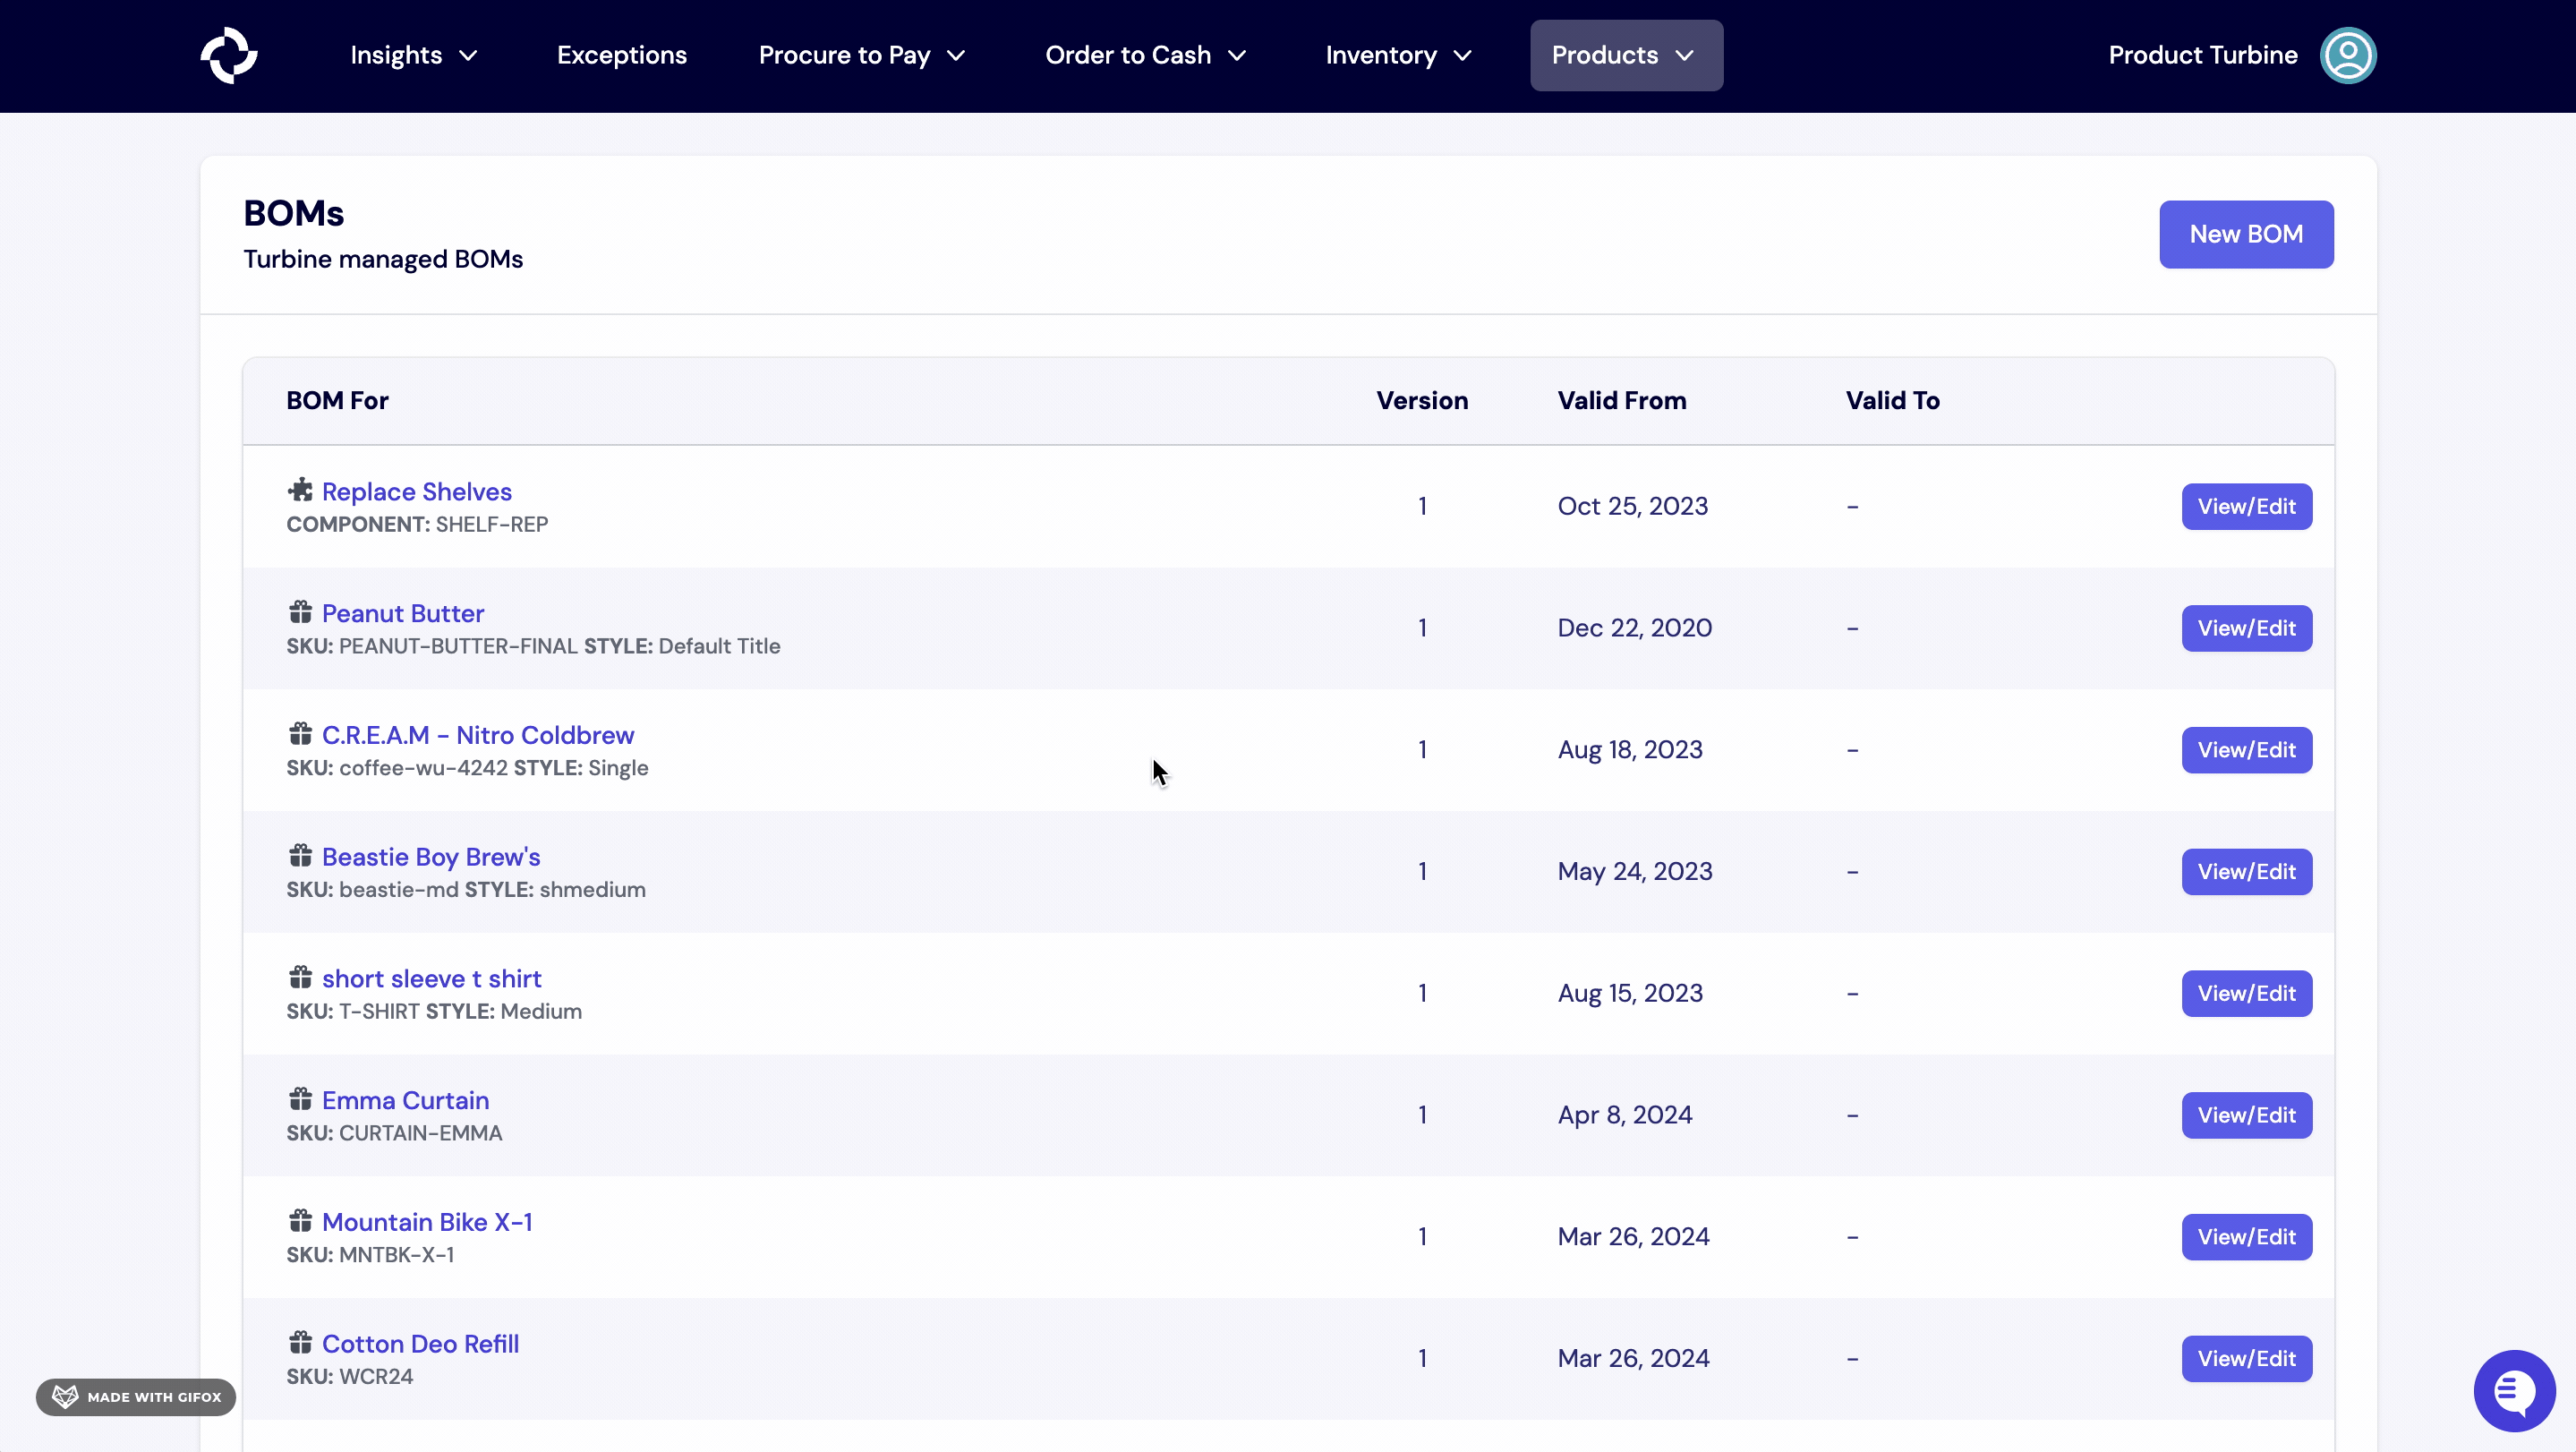 Insights Exceptions Procure to Pay Order to Cash Inventory Products Product Turbine
BOMs
Turbine managed BOMs
New BOM
BOM For Version Valid From Valid To
Replace Shelves
COMPONENT: SHELF-REP
1 Oct 25, 2023 - View/Edit
Peanut Butter
SKU: PEANUT-BUTTER-FINAL STYLE: Default Title
1 Dec 22, 2020 - View/Edit
C.R.E.A.M - Nitro Coldbrew
SKU: coffee-wu-4242 STYLE: Single
1 Aug 18, 2023 - View/Edit
Beastie Boy Brew's
SKU: beastie-md STYLE: shmedium
1 May 24, 2023 - View/Edit
short sleeve t shirt
SKU: T-SHIRT STYLE: Medium
1 Aug 15, 2023 - View/Edit
Emma Curtain
SKU: CURTAIN-EMMA
1 Apr 8, 2024 - View/Edit
Mountain Bike X-1
SKU: MNTBK-X-1
1 Mar 26, 2024 - View/Edit
Cotton Deo Refill
SKU: WCR24
1 Mar 26, 2024 - View/Edit
MADE WITH GIFOX